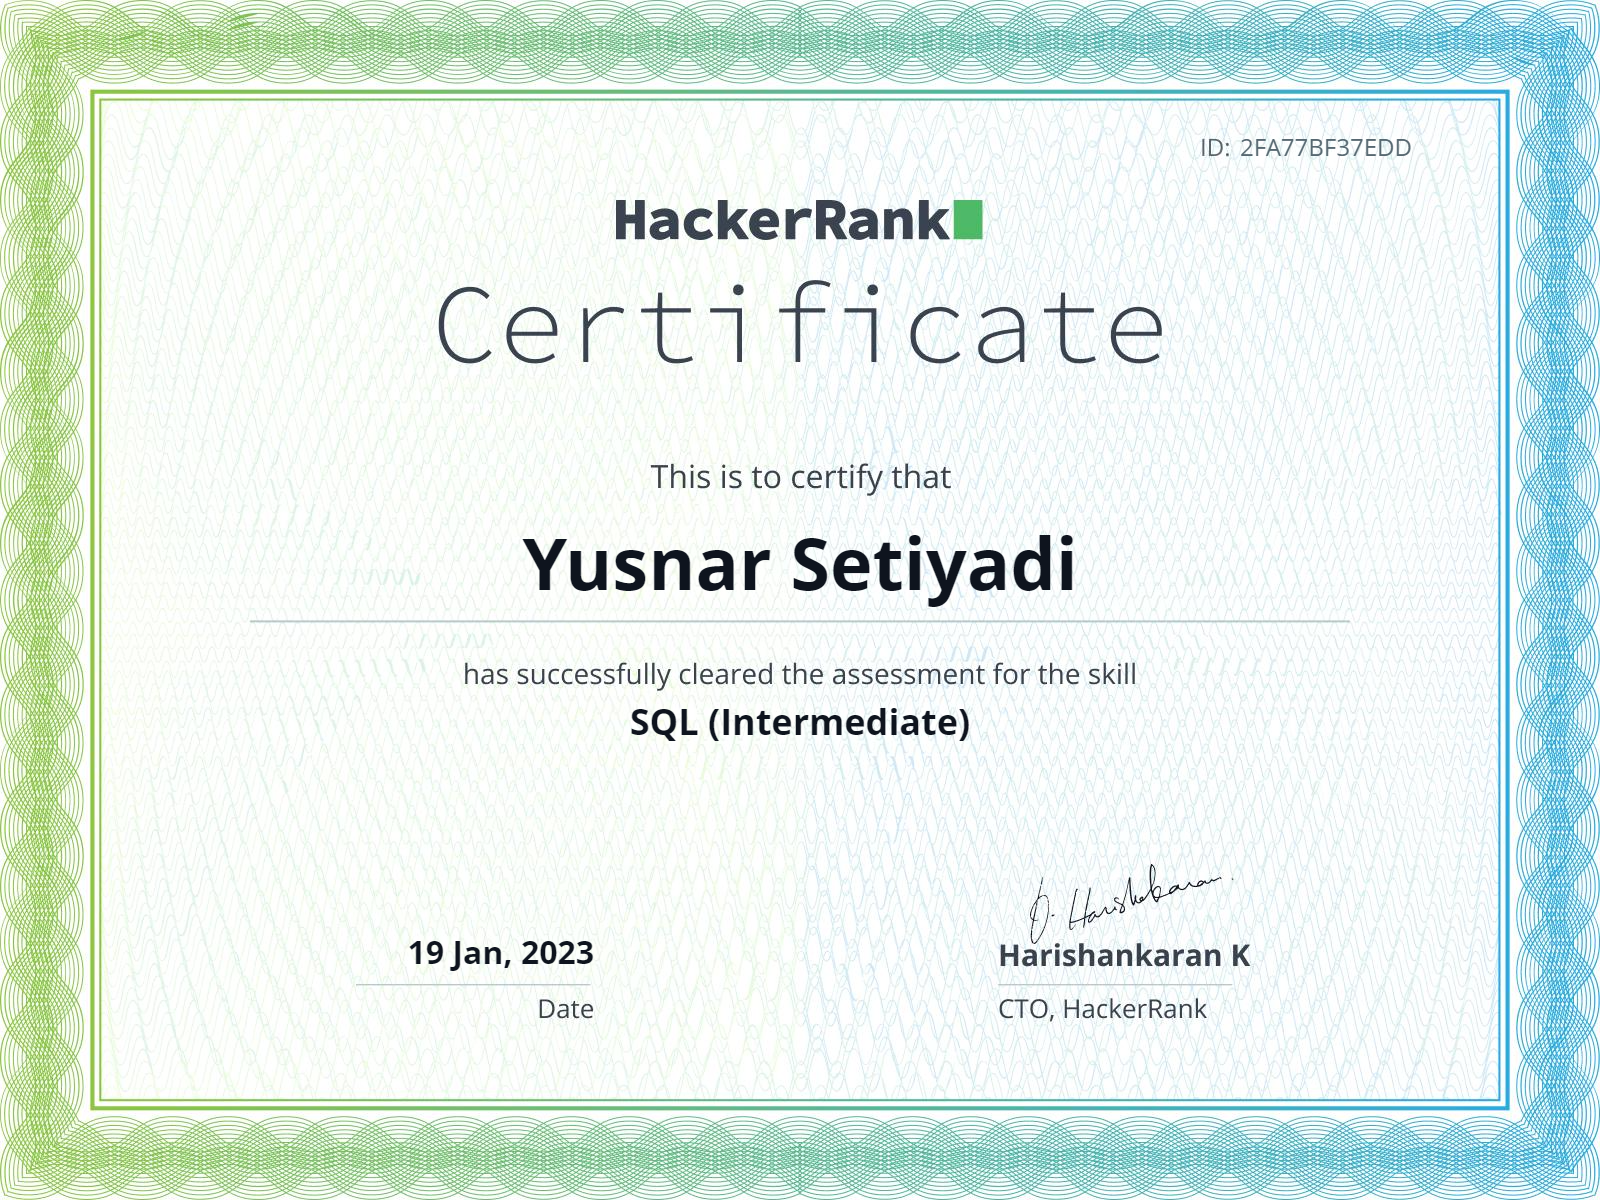 ID: 2FA77BF37EDD
HackerRank
Certificate
This is to certify that
Yusnar Setiyadi
has successfully cleared the assessment for the skill
SQL (Intermediate)
J. Harishankaran
19 Jan, 2023
Harishankaran K
Date
CTO, HackerRank